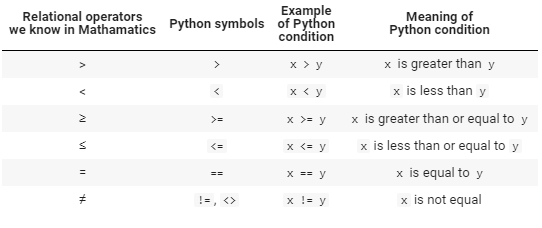 Relational operators we know in Mathamatics	Python symbols	Example of Python condition	Meaning of Python condition
>	>	x > y	x is greater than y
<	<	x < y	x is less than y
≥	>=	x >= y	x is greater than or equal to y
≤	<=	x <= y	x is less than or equal to y
=	==	x == y	x is equal to y
≠	!=, <>	x != y	x is not equal